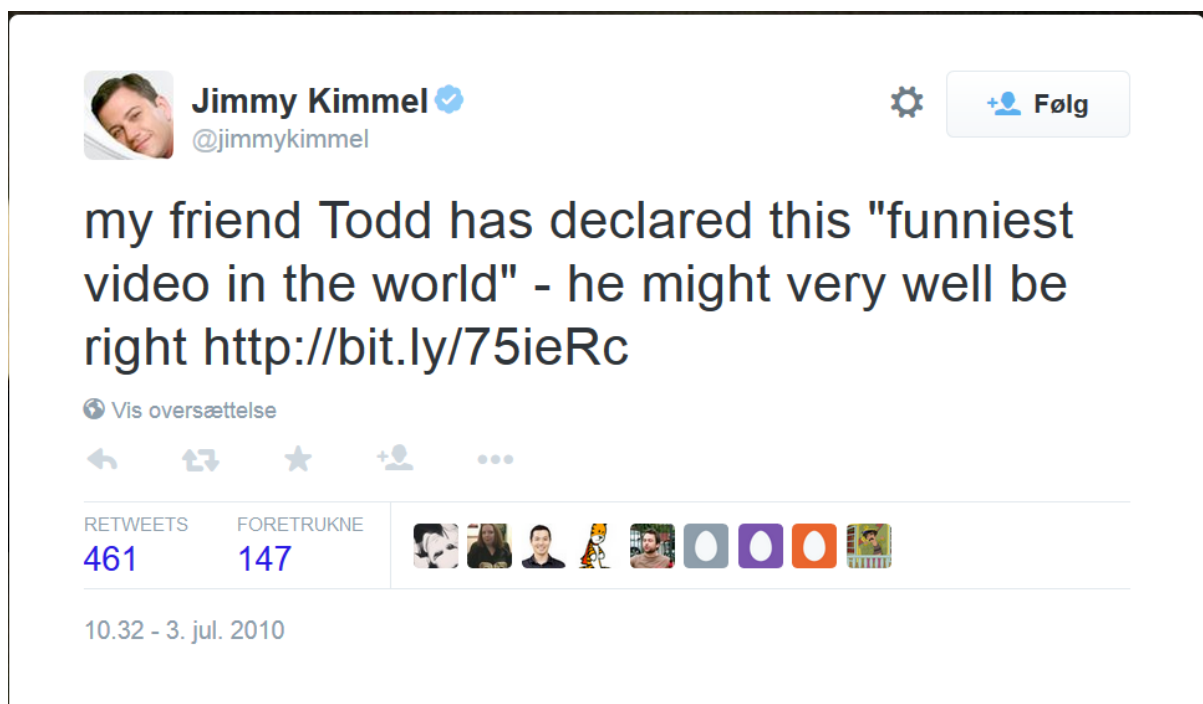 Jimmy Kimmel
@jimmykimmel
Følg
my friend Todd has declared this "funniest
video in the world" - he might very well be
right http://bit.ly/75ieRc
Vis oversættelse
RETWEETS FORETRUKNE
461 147
10.32 - 3. jul. 2010